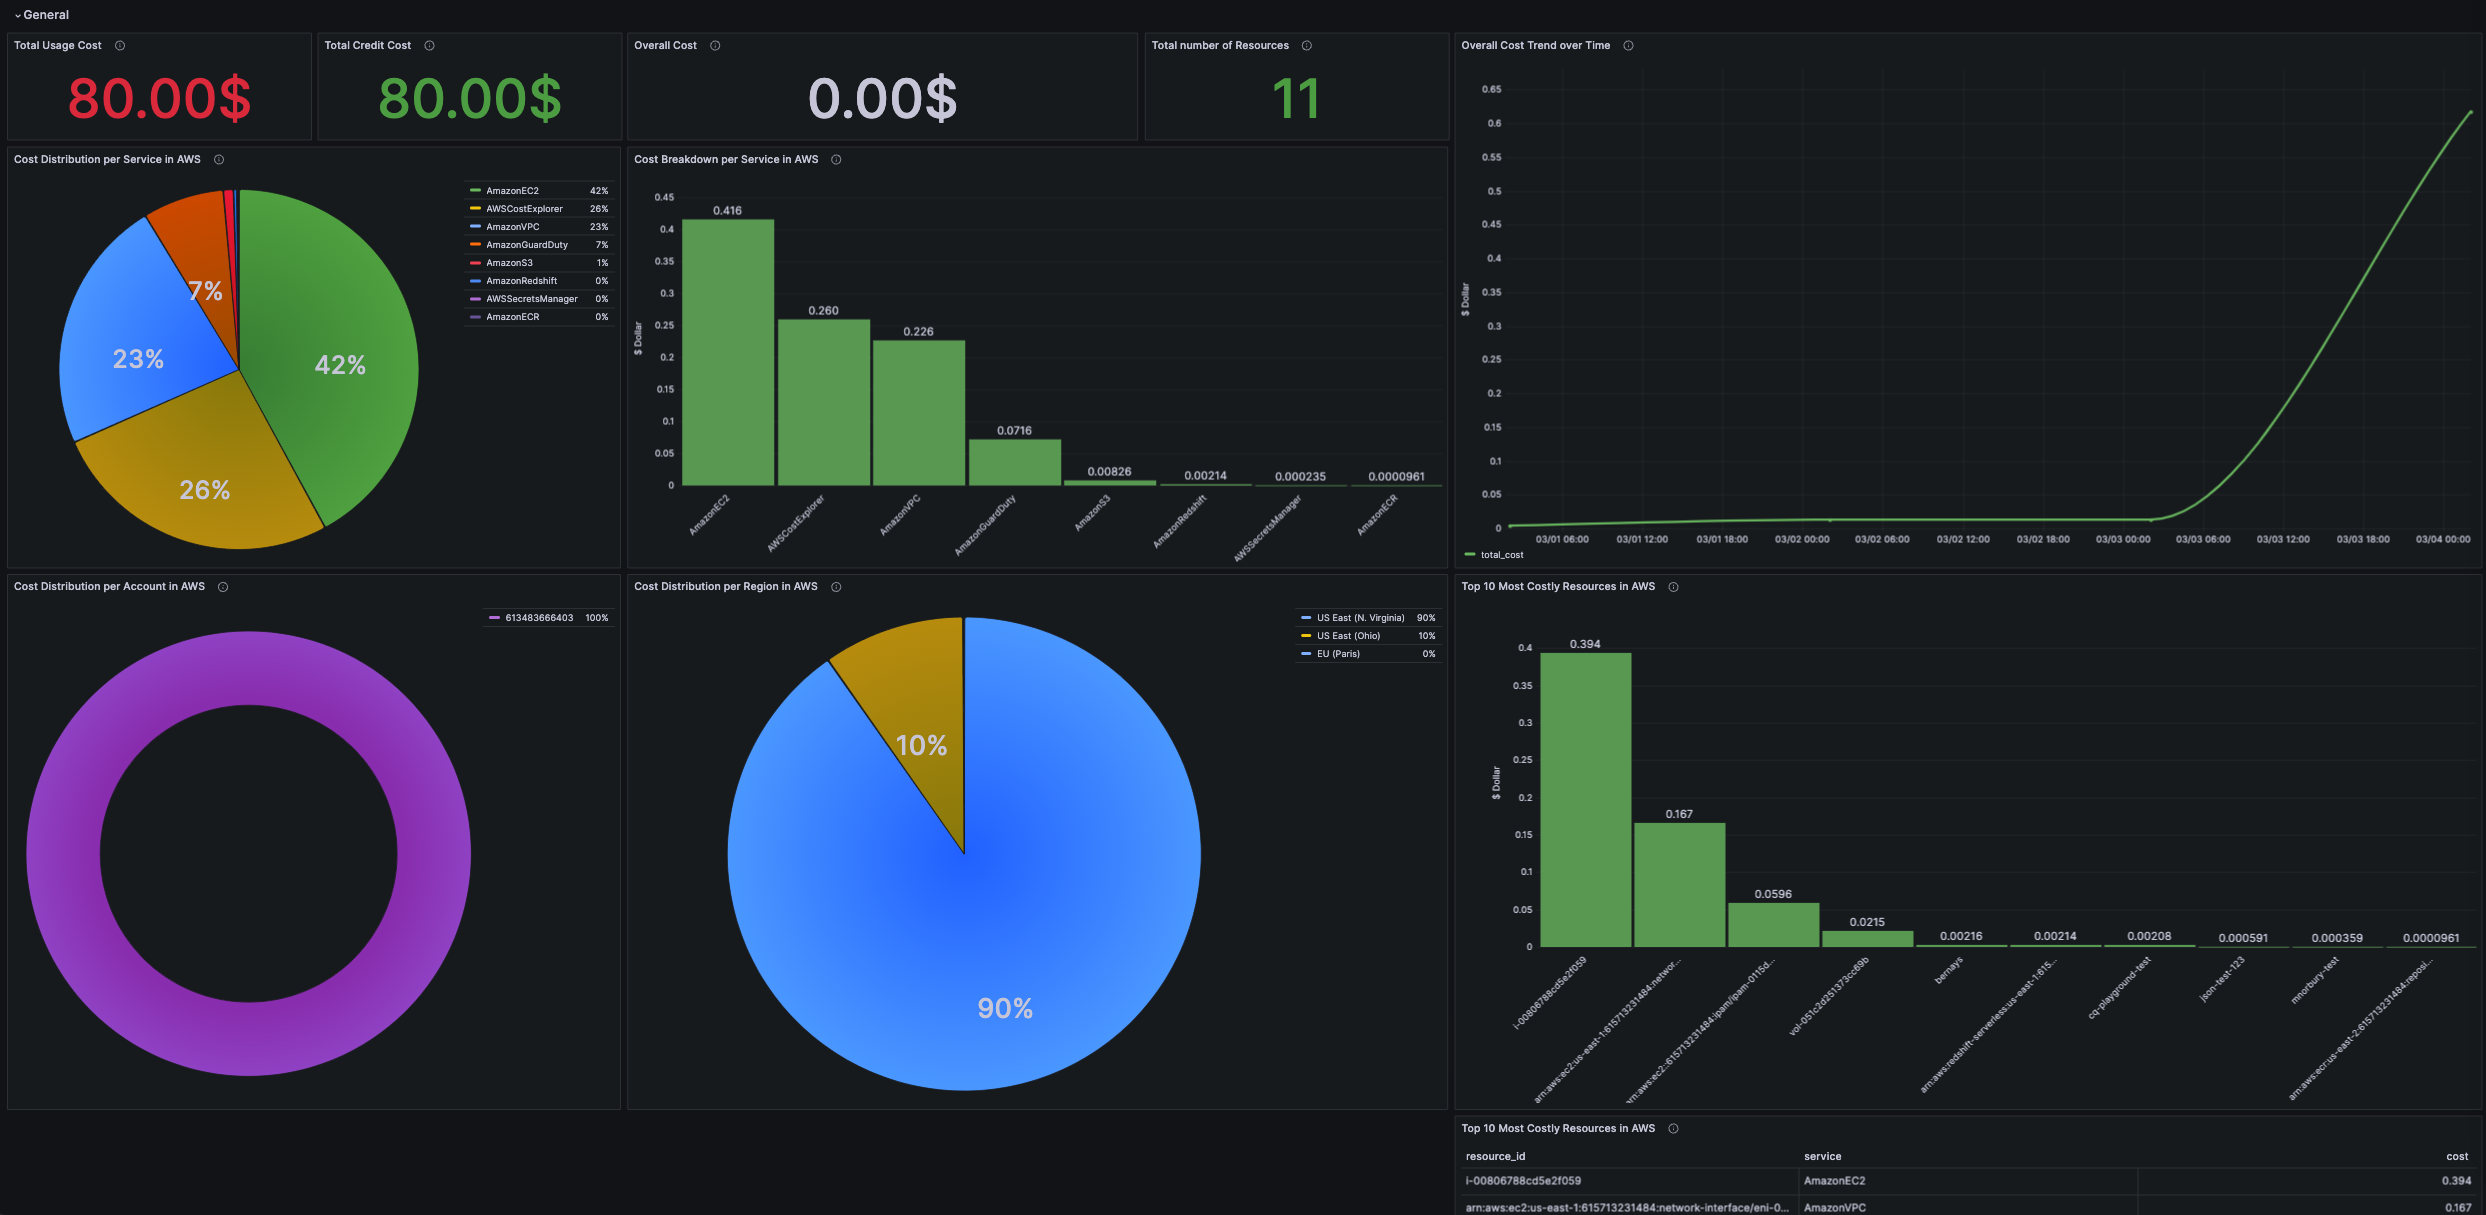 General
Total Usage Cost
80.00$
Total Credit Cost
80.00$
Overall Cost
0.00$
Total number of Resources
11
Overall Cost Trend over Time
0.65
0.6
0.55
0.5
0.45
0.4
0.35
0.3
0.25
0.2
0.15
0.1
0.05
0
$ Dollar
03/01 06:00 03/01 12:00 03/01 18:00 03/02 00:00 03/02 06:00 03/02 12:00 03/02 18:00 03/03 00:00 03/03 06:00 03/03 12:00 03/03 18:00 03/04 00:00
total_cost
Cost Distribution per Service in AWS
42%
26%
23%
7%
AmazonEC2 42%
AWSCostExplorer 26%
AmazonVPC 23%
AmazonGuardDuty 7%
AmazonS3 1%
AmazonRedshift 0%
AWSSecretsManager 0%
AmazonECR 0%
Cost Breakdown per Service in AWS
0.45
0.4
0.35
0.3
0.25
0.2
0.15
0.1
0.05
0
$ Dollar
0.416
0.260
0.226
0.0716
0.00826
0.00214
0.000235
0.0000961
AmazonEC2
AWSCostExplorer
AmazonVPC
AmazonGuardDuty
AmazonS3
AmazonRedshift
AWSSecretsManager
AmazonECR
Cost Distribution per Account in AWS
613483666403 100%
Cost Distribution per Region in AWS
10%
90%
US East (N. Virginia) 90%
US East (Ohio) 10%
EU (Paris) 0%
Top 10 Most Costly Resources in AWS
0.4
0.35
0.3
0.25
0.2
0.15
0.1
0.05
0
$ Dollar
0.394
0.167
0.0596
0.0215
0.00216
0.00214
0.00208
0.000591
0.000359
0.0000961
i-00806788cd5e2f059
arn:aws:ec2:us-east-1:615713231484:networ...
arn:aws:ec2::615713231484:ipam/ipam-0115d...
vol-051c2d251373cc69b
bernays
arn:aws:redshift-serverless:us-east-1:615...
cq-playground-test
json-test-123
mnorbury-test
arn:aws:ecr:us-east-2:615713231484:reposi...
Top 10 Most Costly Resources in AWS
resource_id service cost
i-00806788cd5e2f059 AmazonEC2 0.394
arn:aws:ec2:us-east-1:615713231484:network-interface/eni-0... AmazonVPC 0.167